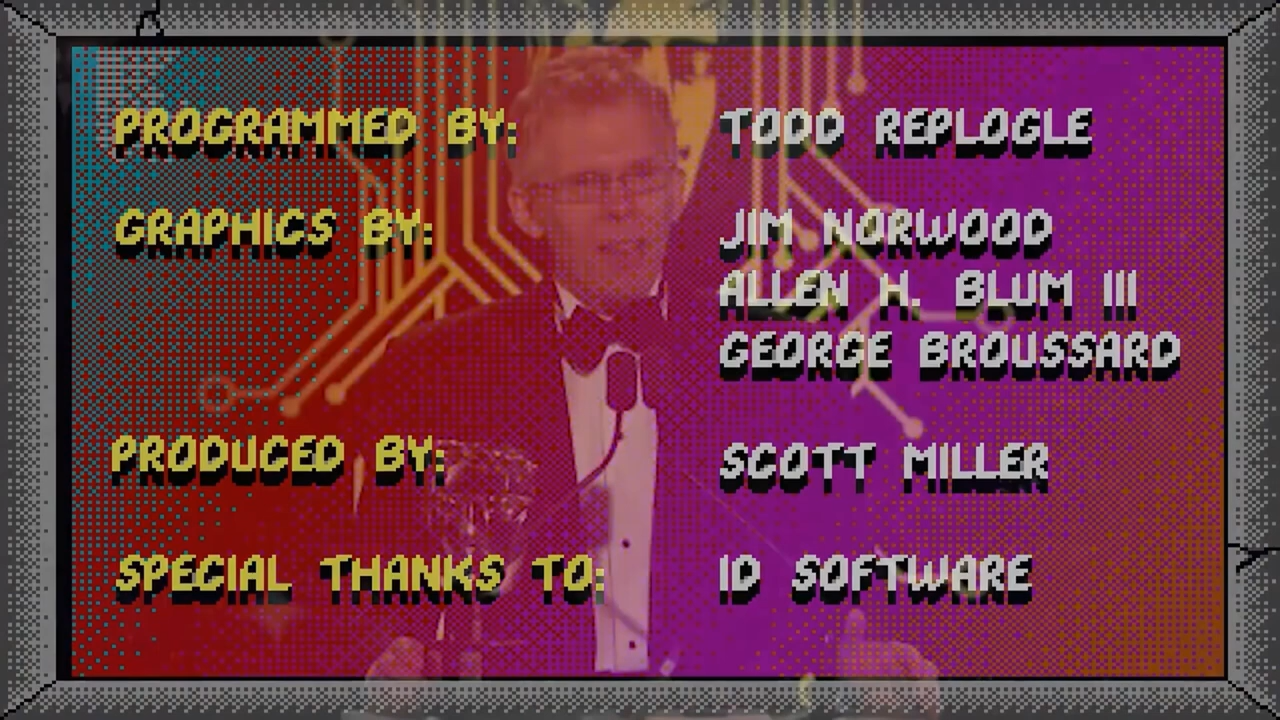 PROGRAMMED BY: TODD REPLOGLE
GRAPHICS BY: JIM NORWOOD
ALLEN H. BLUM III
GEORGE BROUSSARD
PRODUCED BY: SCOTT MILLER
SPECIAL THANKS TO: ID SOFTWARE